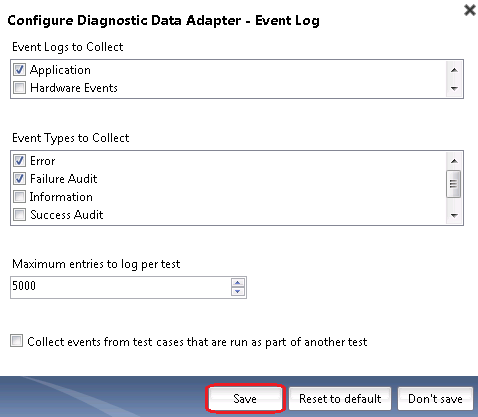 Configure Diagnostic Data Adapter - Event Log
Event Logs to Collect
Application
Hardware Events
Event Types to Collect
Error
Failure Audit
Information
Success Audit
Maximum entries to log per test
5000
Collect events from test cases that are run as part of another test
Save
Reset to default
Don't save